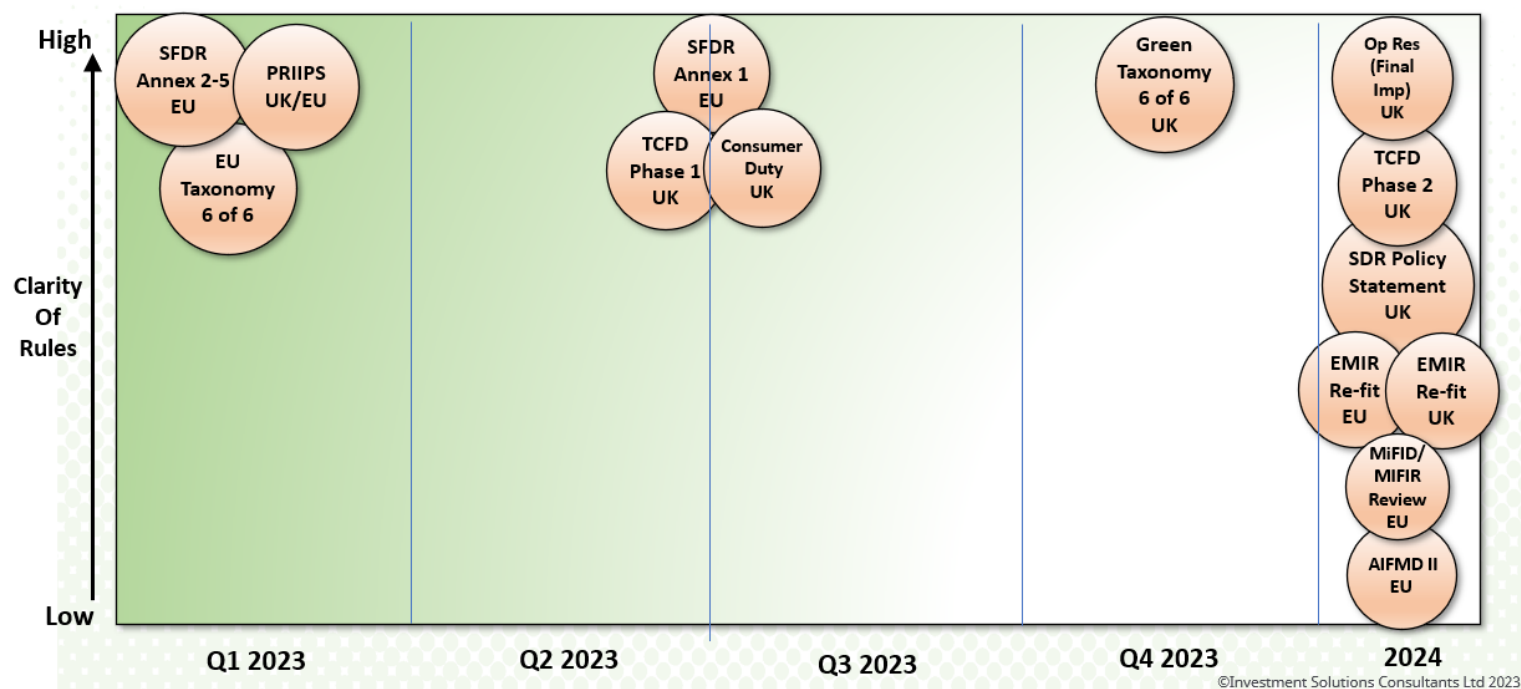 High
Clarity
Of
Rules
Low
SFDR
Annex 2-5
EU
PRIIPS
UK/EU
EU
Taxonomy
6 of 6
SFDR
Annex 1
EU
TCFD
Phase 1
UK
Consumer
Duty
UK
Green
Taxonomy
6 of 6
UK
Op Res
(Final
Imp)
UK
TCFD
Phase 2
UK
SDR Policy
Statement
UK
EMIR
Re-fit
EU
EMIR
Re-fit
UK
MiFID/
MIFIR
Review
EU
AIFMD II
EU
Q1 2023
Q2 2023
Q3 2023
Q4 2023
2024
©Investment Solutions Consultants Ltd 2023